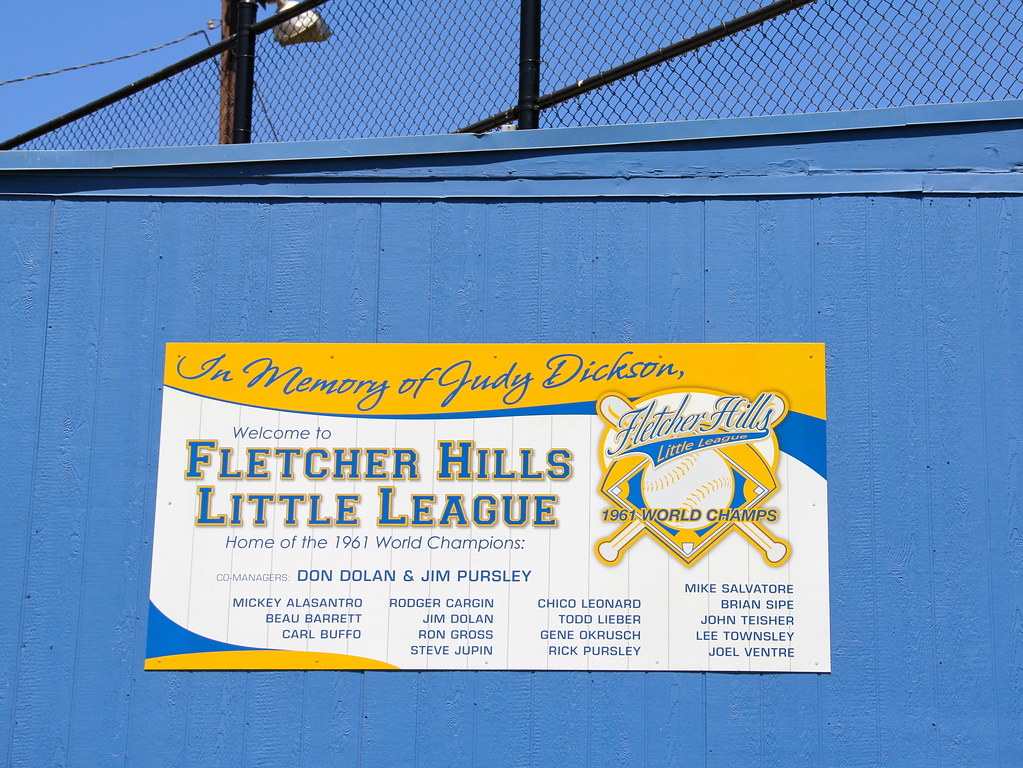 In Memory of Judy Dickson,
Welcome to
FLETCHER HILLS
LITTLE LEAGUE
Home of the 1961 World Champions:
Fletcher Hills
Little League
1961 WORLD CHAMPS
CO-MANAGERS: DON DOLAN & JIM PURSLEY
MICKEY ALASANTRO
BEAU BARRETT
CARL BUFFO
RODGER CARGIN
JIM DOLAN
RON GROSS
STEVE JUPIN
CHICO LEONARD
TODD LIEBER
GENE OKRUSCH
RICK PURSLEY
MIKE SALVATORE
BRIAN SIPE
JOHN TEISHER
LEE TOWNSLEY
JOEL VENTRE